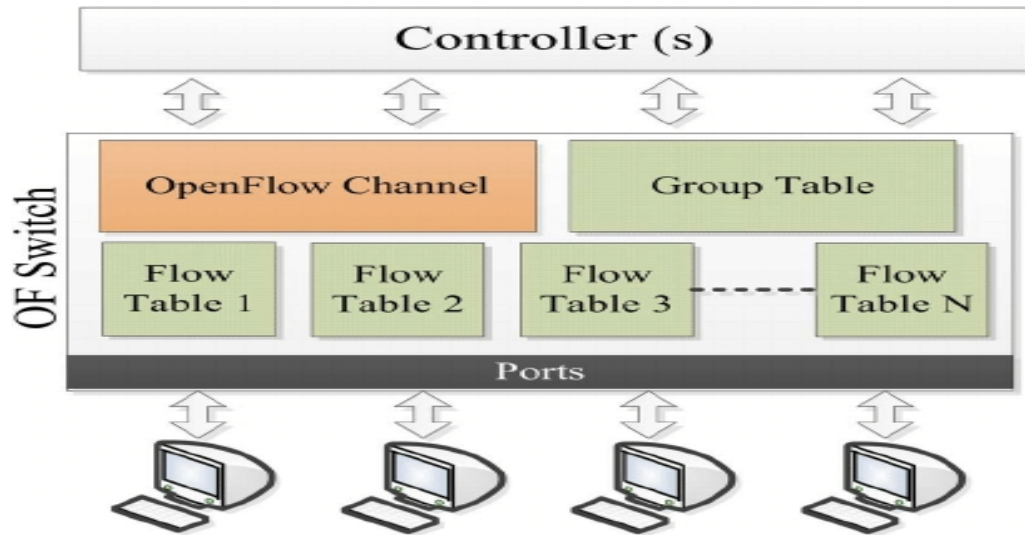 Controller (s)
OF Switch
OpenFlow Channel
Group Table
Flow
Table 1
Flow
Table 2
Flow
Table 3
Flow
Table N
Ports